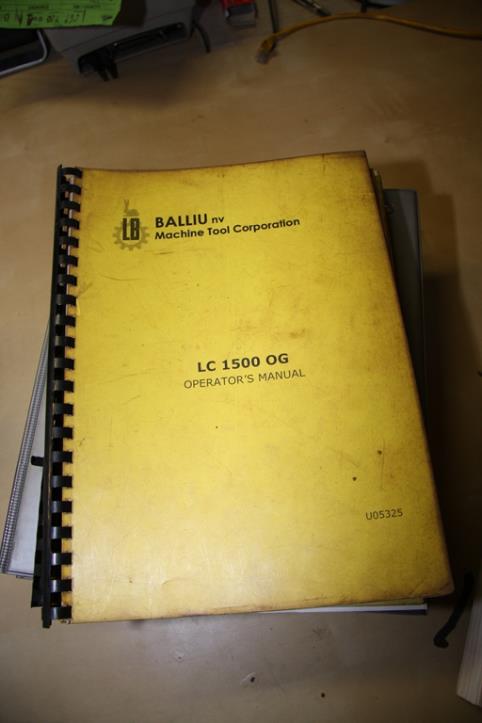 LB
BALLIU nv
Machine Tool Corporation
LC 1500 OG
OPERATOR'S MANUAL
U05325